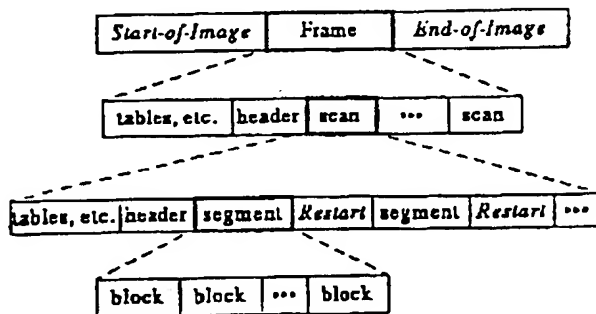 Start-of-Image Frame End-of-Image
tables, etc. header scan ... scan
tables, etc. header segment Restart segment Restart ...
block block ... block